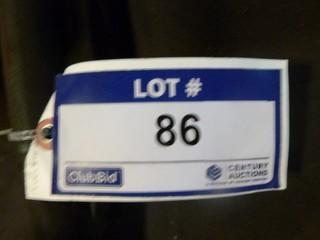 LOT #
86
ClubBid
CENTURY
AUCTIONS